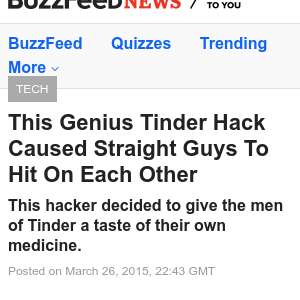 BuzzFeed NEWS / TO YOU
BuzzFeed Quizzes Trending
More
TECH
This Genius Tinder Hack
Caused Straight Guys To
Hit On Each Other
This hacker decided to give the men
of Tinder a taste of their own
medicine.
Posted on March 26, 2015, 22:43 GMT